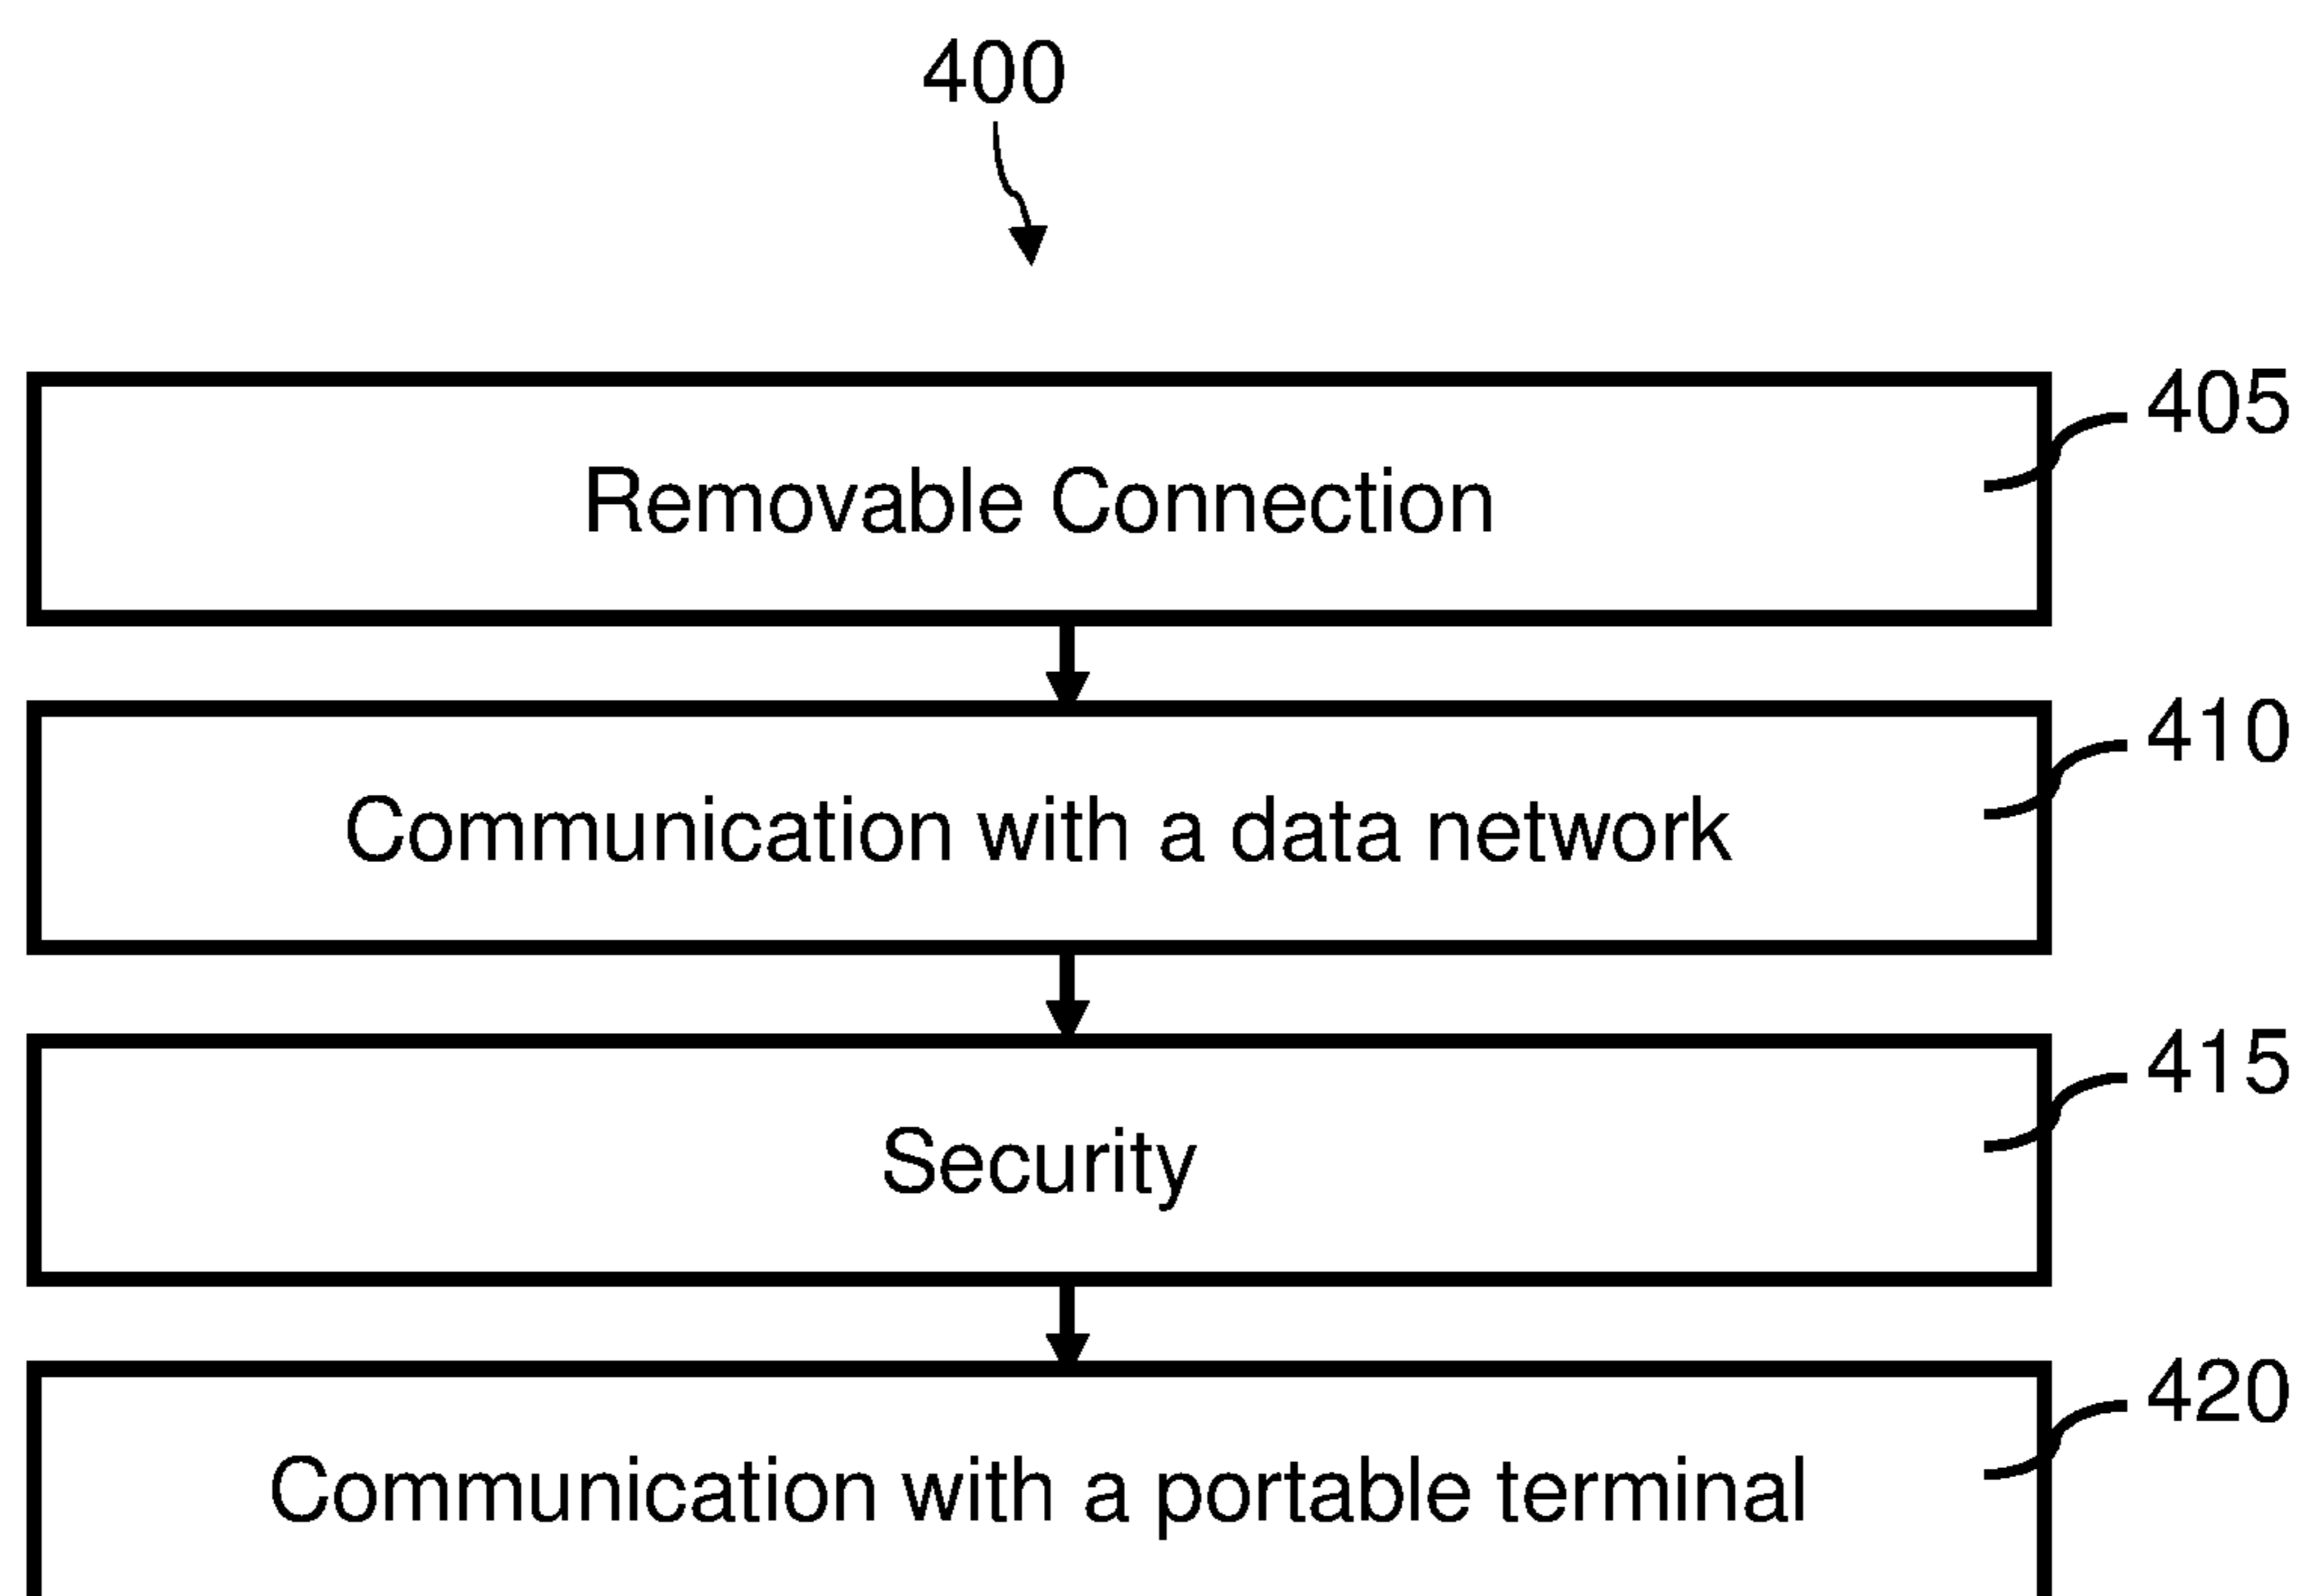 400
Removable Connection
405
Communication with a data network
410
Security
415
Communication with a portable terminal
420